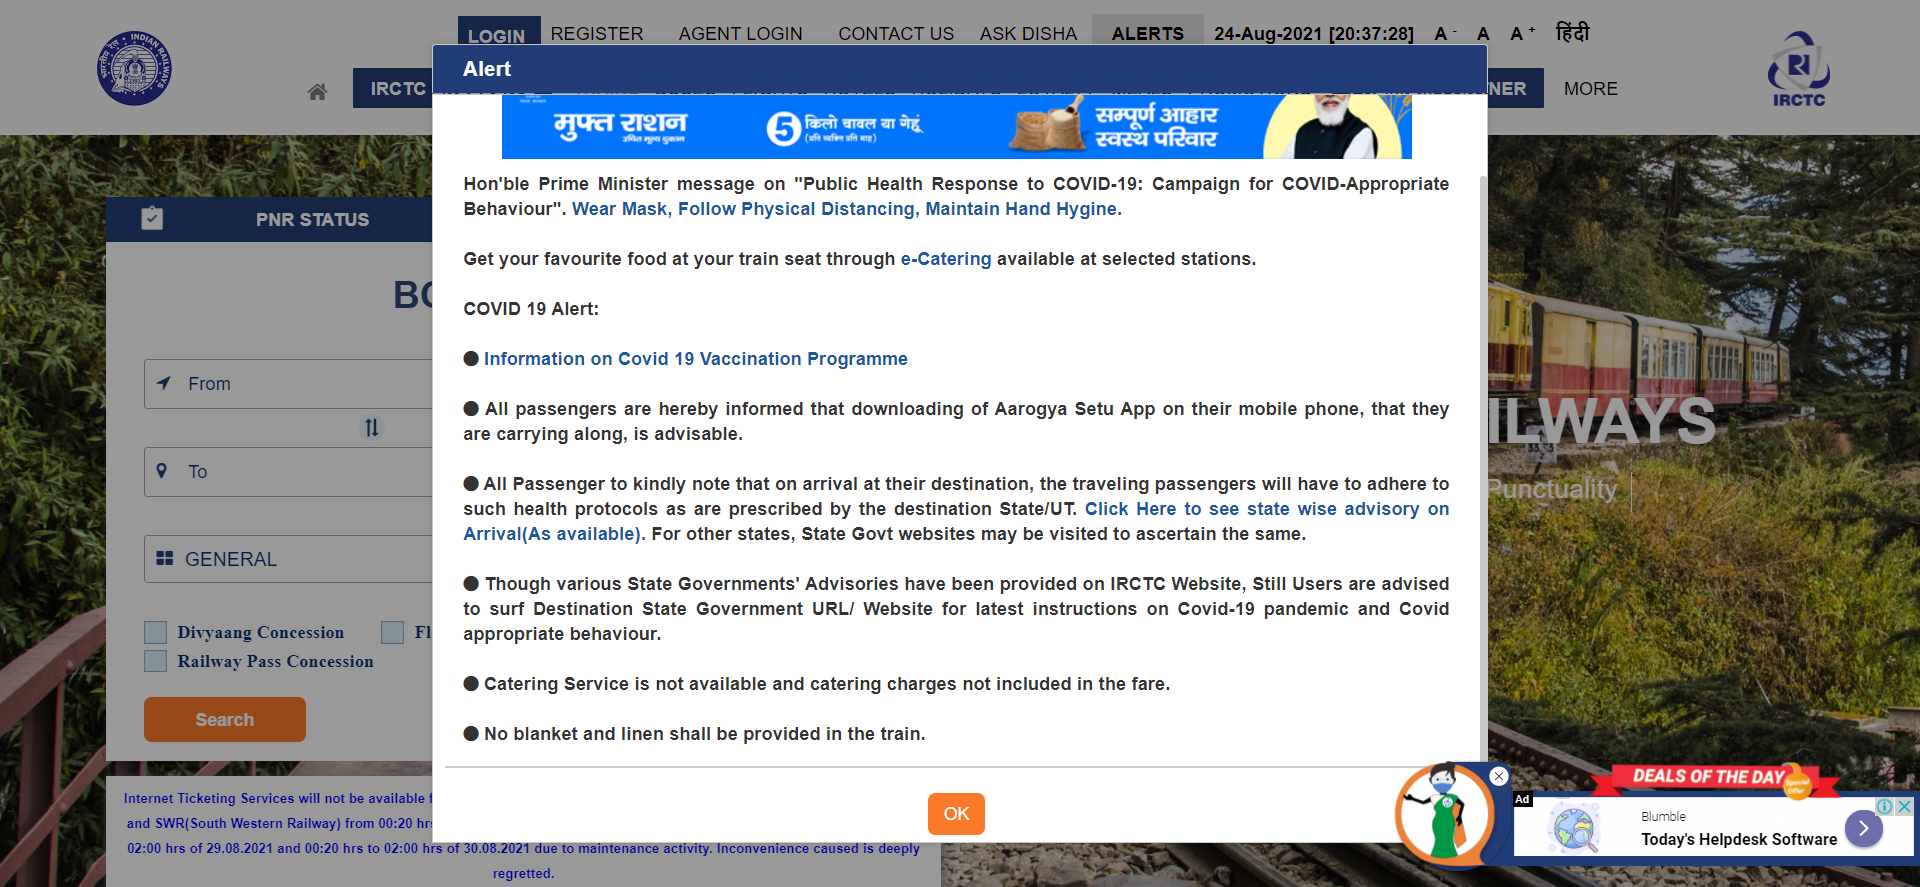 LOGIN REGISTER AGENT LOGIN CONTACT US ASK DISHA ALERTS 24-Aug-2021 [20:37:28] A - A A + हिंदी
INDIAN RAILWAYS
IRCTC
NER MORE
IRCTC
Alert
मुफ्त राशन
उचित मूल्य दुकान
5 किलो चावल या गेहूं
(प्रति व्यक्ति प्रति माह)
सम्पूर्ण आहार
स्वस्थ परिवार
Hon'ble Prime Minister message on "Public Health Response to COVID-19: Campaign for COVID-Appropriate
Behaviour". Wear Mask, Follow Physical Distancing, Maintain Hand Hygine.
Get your favourite food at your train seat through e-Catering available at selected stations.
COVID 19 Alert:
● Information on Covid 19 Vaccination Programme
● All passengers are hereby informed that downloading of Aarogya Setu App on their mobile phone, that they
are carrying along, is advisable.
● All Passenger to kindly note that on arrival at their destination, the traveling passengers will have to adhere to
such health protocols as are prescribed by the destination State/UT. Click Here to see state wise advisory on
Arrival(As available). For other states, State Govt websites may be visited to ascertain the same.
● Though various State Governments' Advisories have been provided on IRCTC Website, Still Users are advised
to surf Destination State Government URL/ Website for latest instructions on Covid-19 pandemic and Covid
appropriate behaviour.
● Catering Service is not available and catering charges not included in the fare.
● No blanket and linen shall be provided in the train.
OK
PNR STATUS
BO
From
To
GENERAL
Divyaang Concession Fl
Railway Pass Concession
Search
Internet Ticketing Services will not be available f
and SWR(South Western Railway) from 00:20 hrs
02:00 hrs of 29.08.2021 and 00:20 hrs to 02:00 hrs of 30.08.2021 due to maintenance activity. Inconvenience caused is deeply
regretted.
ILWAYS
Punctuality
DEALS OF THE DAY
Special
Offer
Ad
Blumble
Today's Helpdesk Software